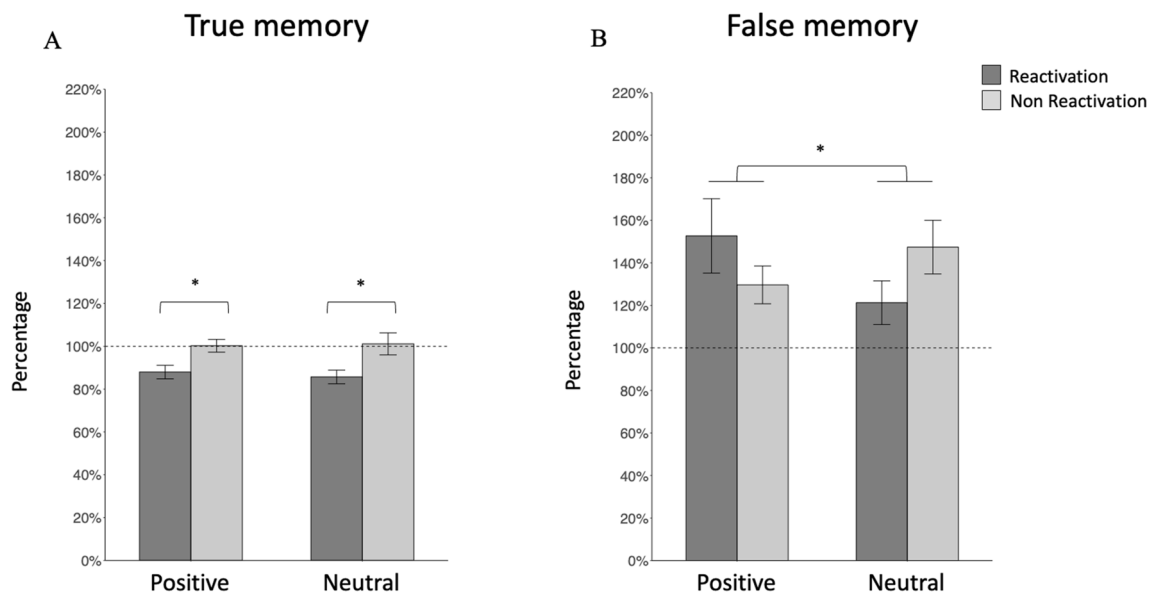 A
True memory
220%
200%
180%
160%
140%
120%
100%
80%
60%
40%
20%
0%
Percentage
*
*
Positive
Neutral
B
False memory
Reactivation
Non Reactivation
220%
200%
180%
160%
140%
120%
100%
80%
60%
40%
20%
0%
Percentage
*
Positive
Neutral